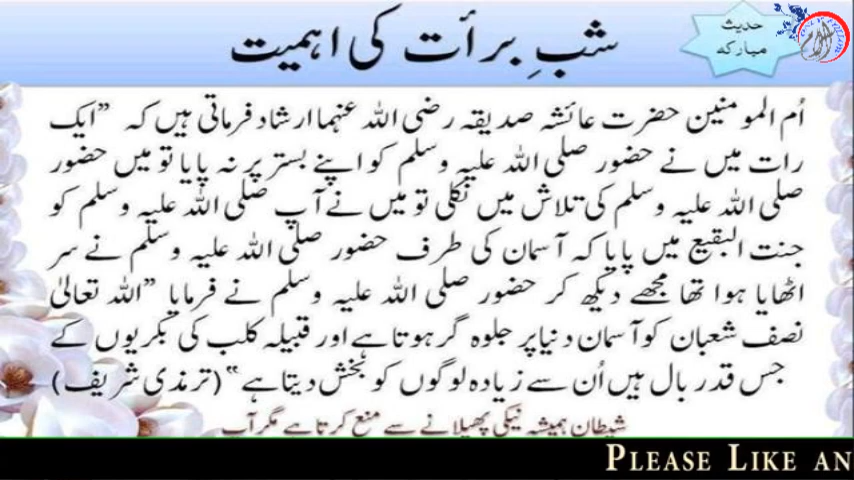 شبِ برأت کی اہمیت
حدیث
مبارکہ
اُم المومنین حضرت عائشہ صدیقہ رضی اللہ عنہما ارشاد فرماتی ہیں کہ ”ایک
رات میں نے حضور صلی اللہ علیہ وسلم کو اپنے بستر پر نہ پایا تو میں حضور
صلی اللہ علیہ وسلم کی تلاش میں نکلی تو میں نے آپ صلی اللہ علیہ وسلم کو
جنت البقیع میں پایا کہ آسمان کی طرف حضور صلی اللہ علیہ وسلم نے سر
اٹھایا ہوا تھا مجھے دیکھ کر حضور صلی اللہ علیہ وسلم نے فرمایا ”اللہ تعالیٰ
نصف شعبان کو آسمان دنیا پر جلوہ گر ہوتا ہے اور قبیلہ کلب کی بکریوں کے
جس قدر بال ہیں اُن سے زیادہ لوگوں کو بخش دیتا ہے“ (ترمذی شریف)
شیطان ہمیشہ نیکی پھیلانے سے منع کرتا ہے مگر آپ
PLEASE LIKE AN